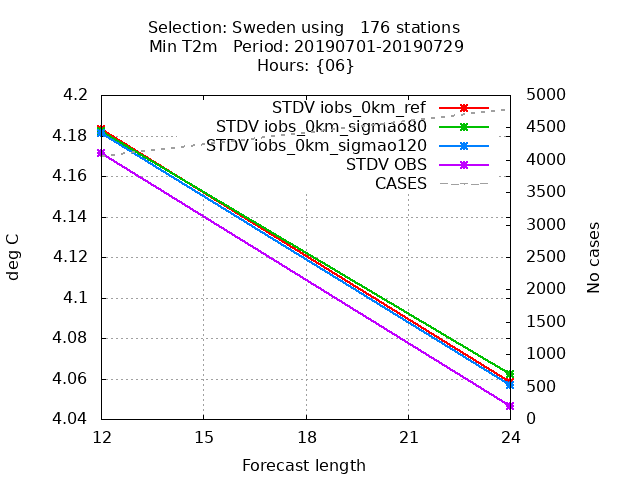 Selection: Sweden using   176 stations
Min T2m   Period: 20190701-20190729
Hours: {06}
STDV iobs_0km_ref
STDV iobs_0km_sigmao80
STDV iobs_0km_sigmao120
STDV OBS
CASES
deg C
4.2
4.18
4.16
4.14
4.12
4.1
4.08
4.06
4.04
No cases
5000
4500
4000
3500
3000
2500
2000
1500
1000
500
0
12 15 18 21 24
Forecast length